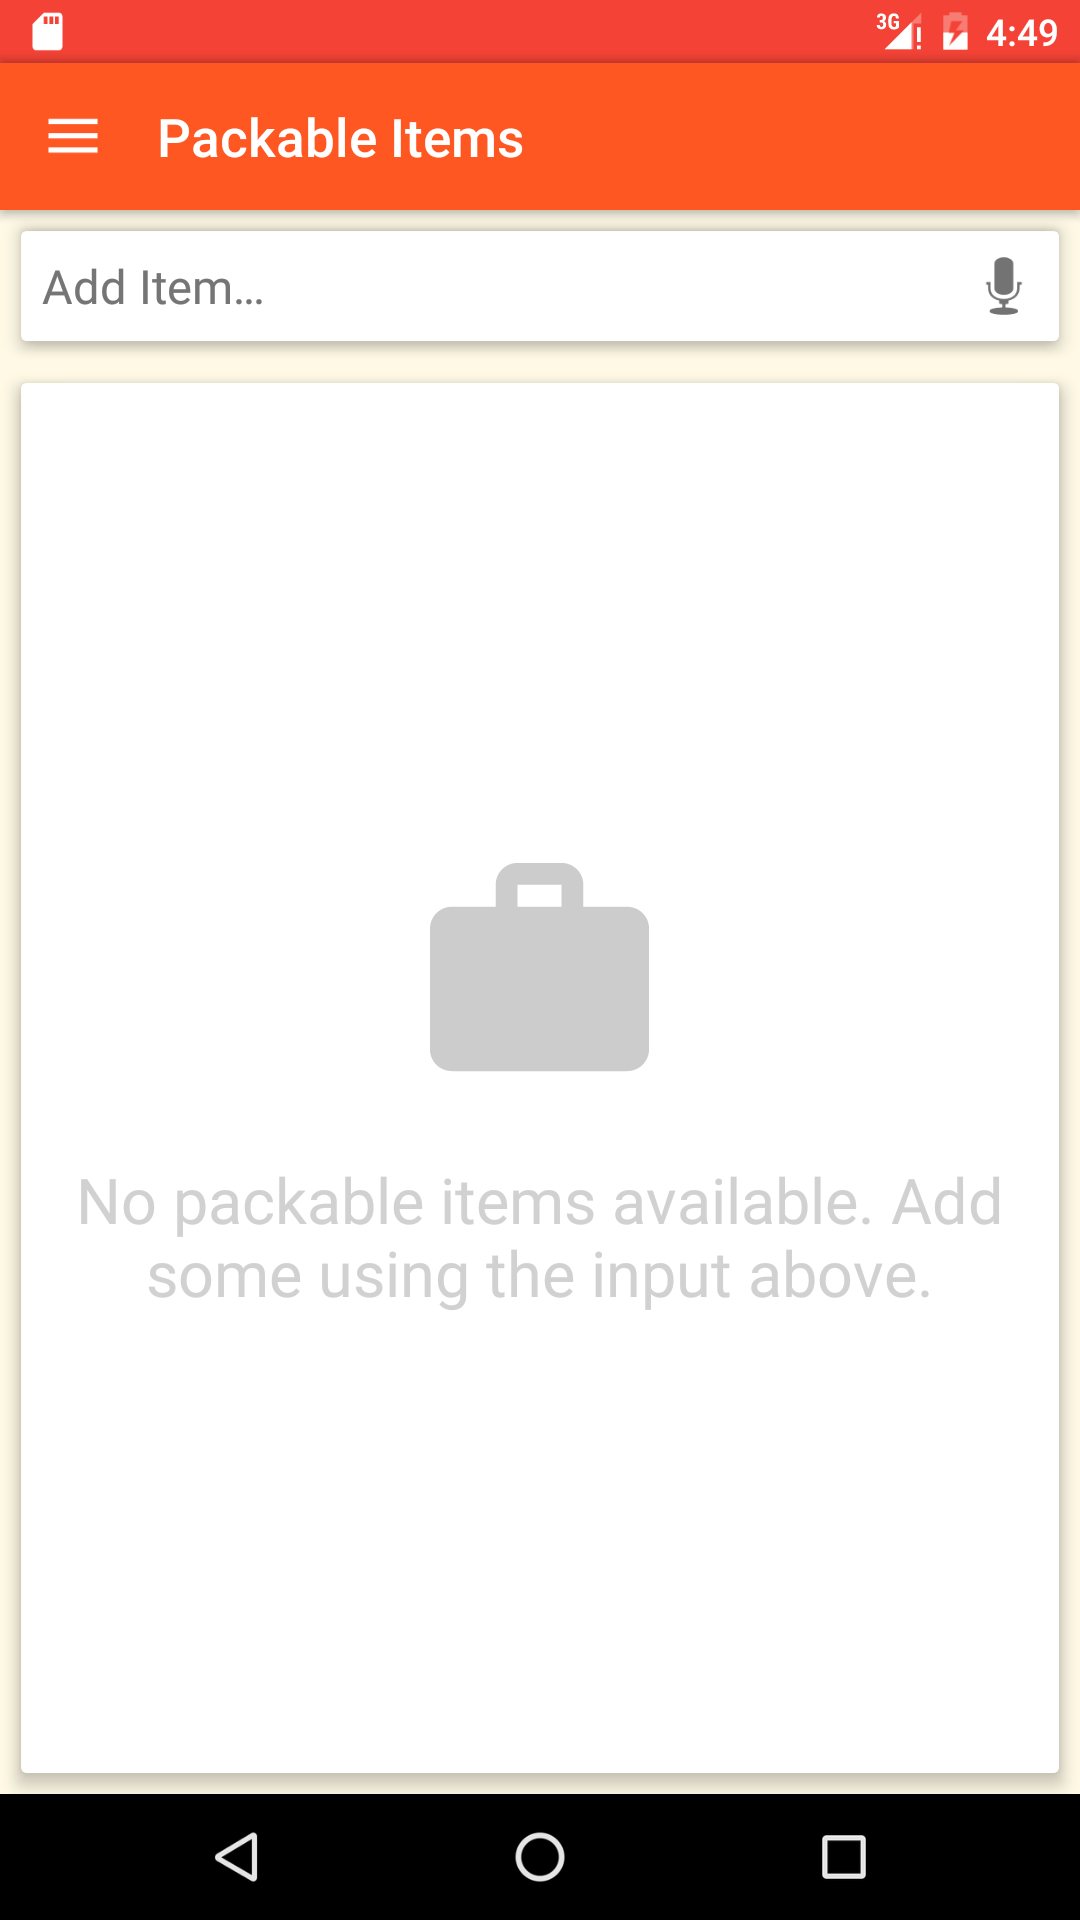 3G 4:49
Packable Items
Add Item...
No packable items available. Add
some using the input above.